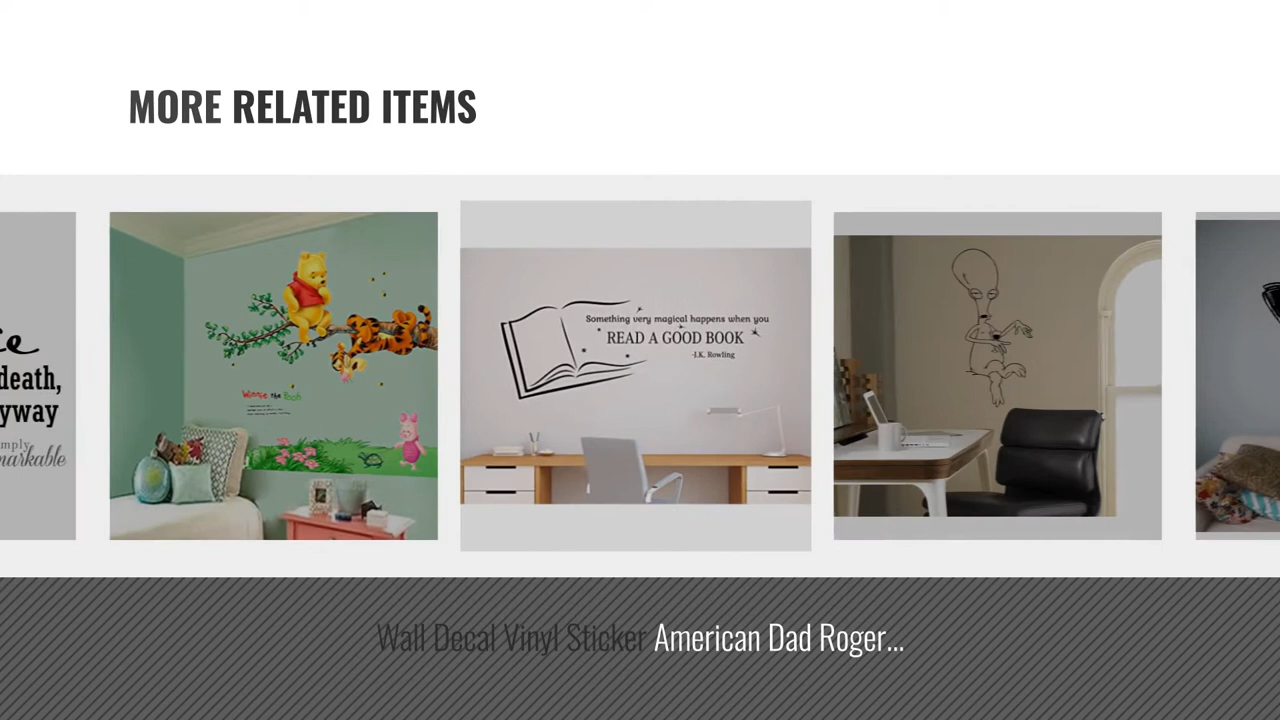 MORE RELATED ITEMS
death,
yway
Winnie the Pooh
Something very magical happens when you
READ A GOOD BOOK
-J.K. Rowling
Wall Decal Vinyl Sticker American Dad Roger...